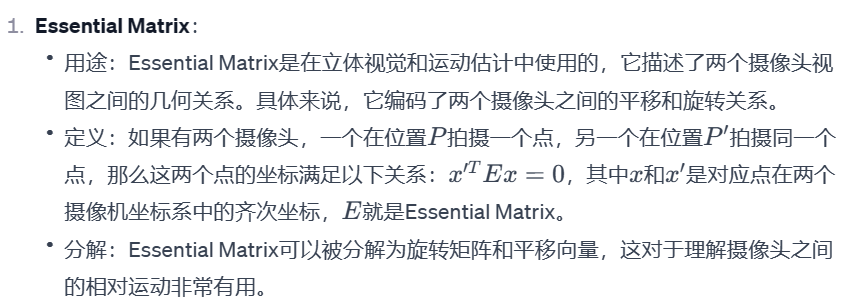 1. Essential Matrix:
• 用途：Essential Matrix是在立体视觉和运动估计中使用的，它描述了两个摄像头视
图之间的几何关系。具体来说，它编码了两个摄像头之间的平移和旋转关系。
• 定义：如果有两个摄像头，一个在位置P拍摄一个点，另一个在位置P′拍摄同一个
点，那么这两个点的坐标满足以下关系：x′ᵀEx = 0，其中x和x′是对应点在两个
摄像机坐标系中的齐次坐标，E就是Essential Matrix。
• 分解：Essential Matrix可以被分解为旋转矩阵和平移向量，这对于理解摄像头之间
的相对运动非常有用。